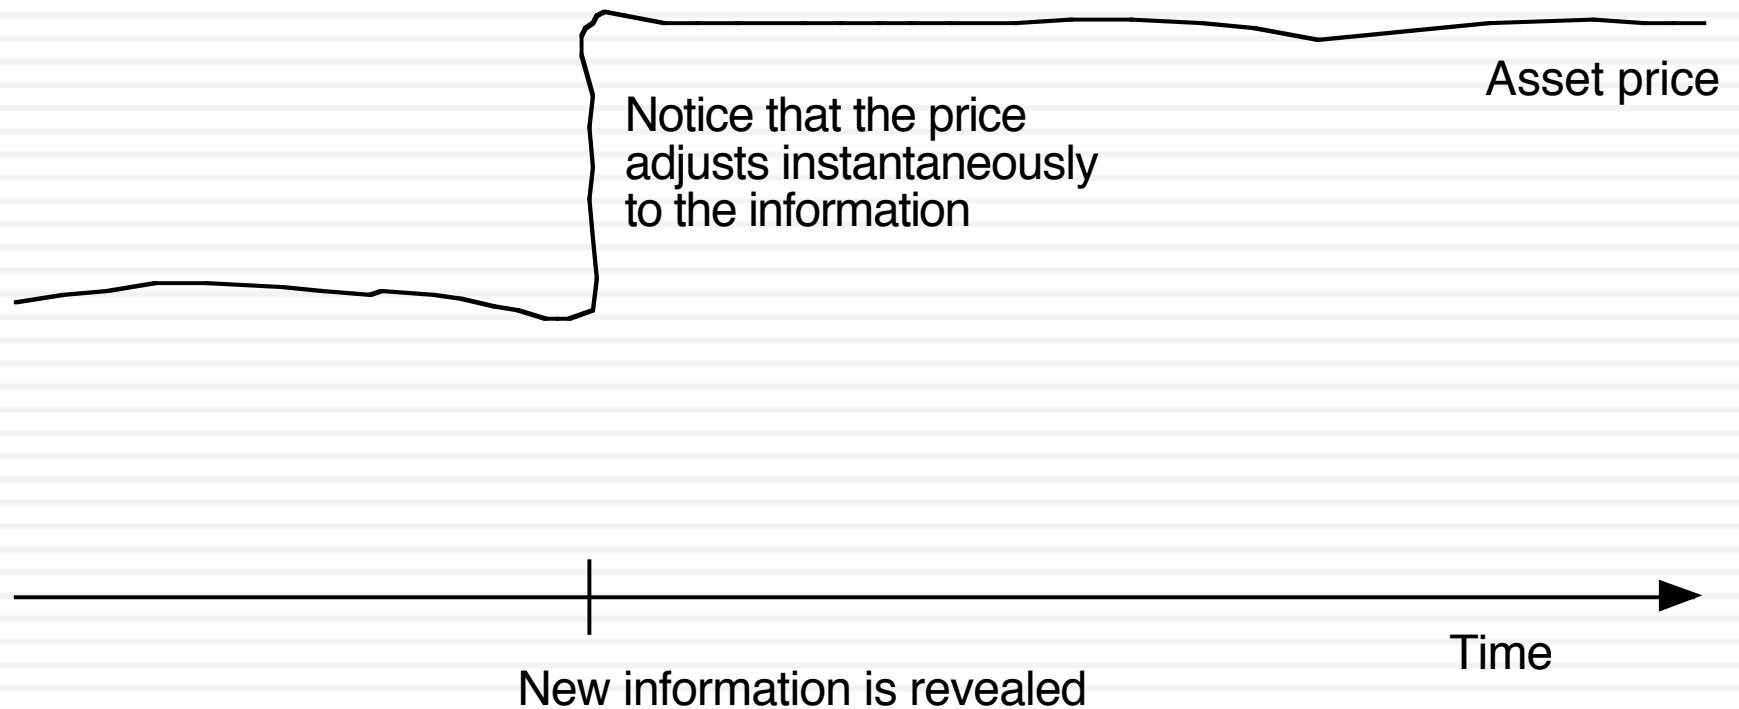 Asset price
Notice that the price
adjusts instantaneously
to the information
Time
New information is revealed